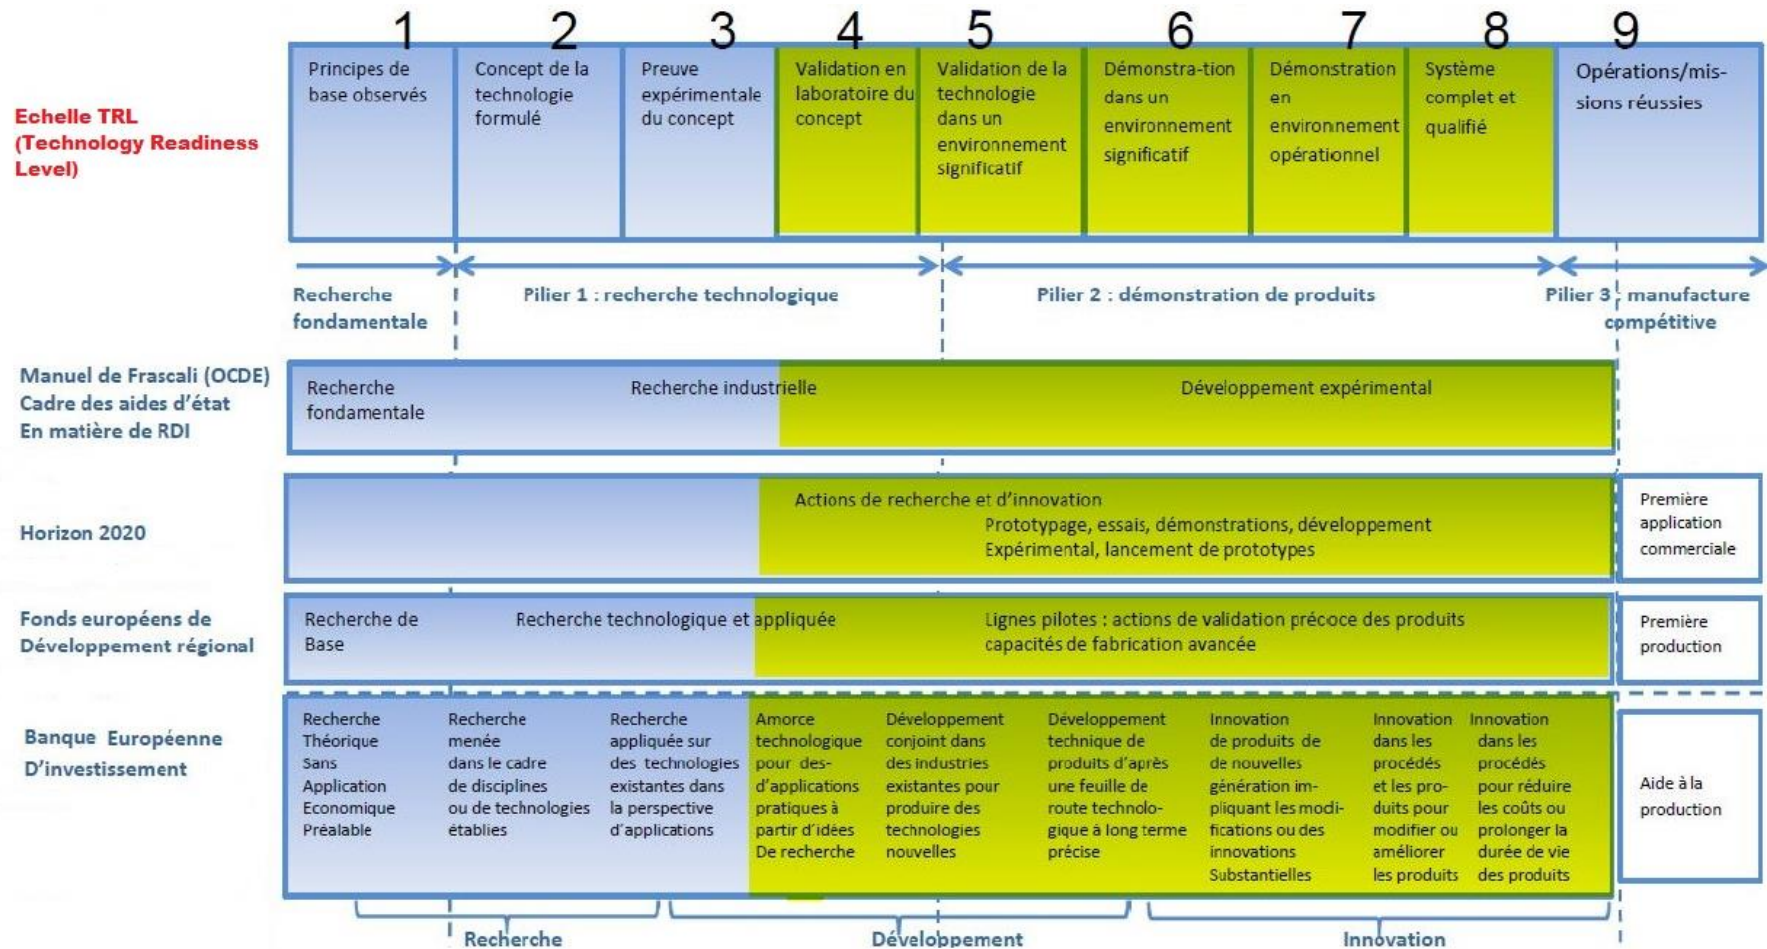 1
2
3
4
5
6
7
8
9
Echelle TRL
(Technology Readiness
Level)
Principes de
base observés
Concept de la
technologie
formulé
Preuve
expérimentale
du concept
Validation en
laboratoire du
concept
Validation de la
technologie
dans un
environnement
significatif
Démonstra-tion
dans un
environnement
significatif
Démonstration
en
environnement
opérationnel
Système
complet et
qualifié
Opérations/mis-
sions réussies
Recherche
fondamentale
Pilier 1 : recherche technologique
Pilier 2 : démonstration de produits
Pilier 3 : manufacture
compétitive
Manuel de Frascali (OCDE)
Cadre des aides d'état
En matière de RDI
Recherche
fondamentale
Recherche industrielle
Développement expérimental
Horizon 2020
Actions de recherche et d'innovation
Prototypage, essais, démonstrations, développement
Expérimental, lancement de prototypes
Première
application
commerciale
Fonds européens de
Développement régional
Recherche de
Base
Recherche technologique et appliquée
Lignes pilotes : actions de validation précoce des produits
capacités de fabrication avancée
Première
production
Banque Européenne
D'investissement
Recherche
Théorique
Sans
Application
Economique
Préalable
Recherche
menée
dans le cadre
de disciplines
ou de technologies
établies
Recherche
appliquée sur
des technologies
existantes dans
la perspective
d'applications
Amorce
technologique
pour des-
d'applications
pratiques à
partir d'idées
De recherche
Développement
conjoint dans
des industries
existantes pour
produire des
technologies
nouvelles
Développement
technique de
produits d'après
une feuille de
route technolo-
gique à long terme
précise
Innovation
de produits de
de nouvelles
génération im-
pliquant les modi-
fications ou des
innovations
Substantielles
Innovation
dans les
procédés
et les pro-
duits pour
modifier ou
améliorer
les produits
Innovation
dans les
procédés
pour réduire
les coûts ou
prolonger la
durée de vie
des produits
Aide à la
production
Recherche
Développement
Innovation